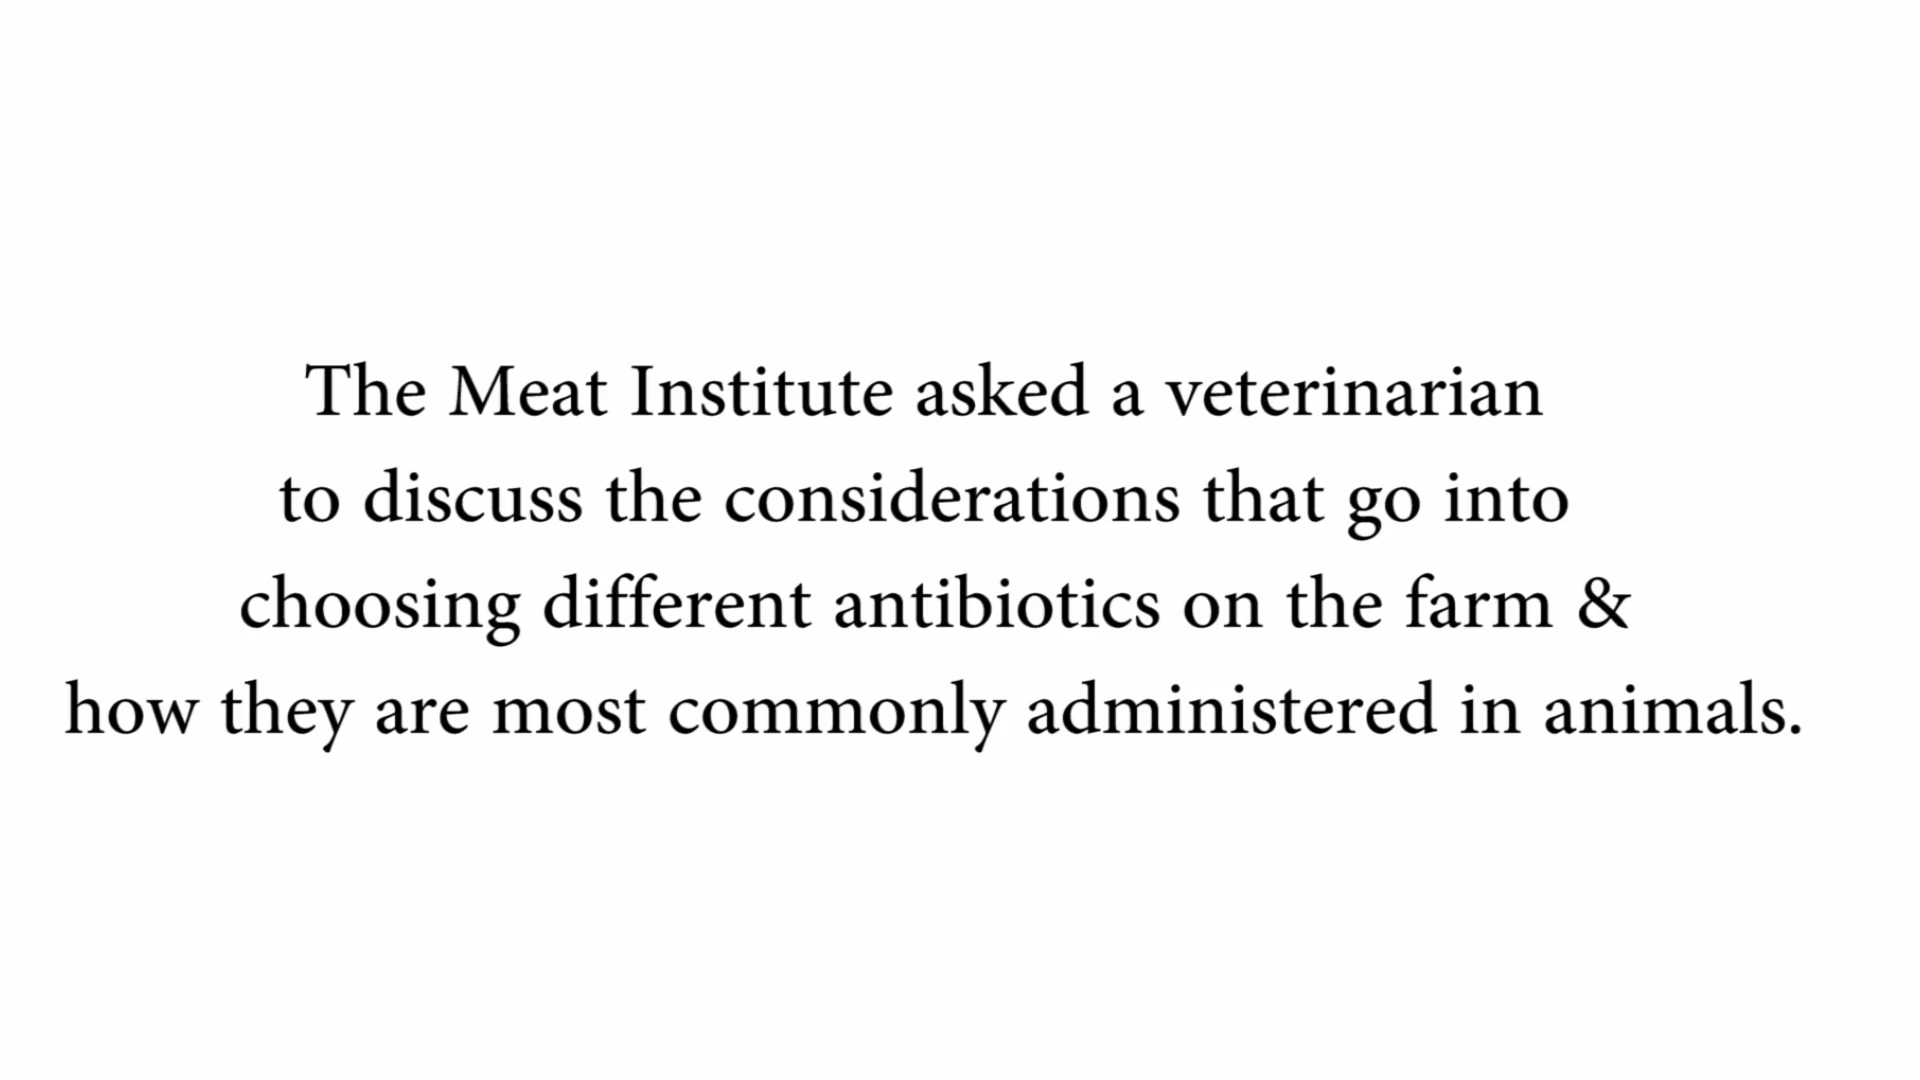 The Meat Institute asked a veterinarian
to discuss the considerations that go into
choosing different antibiotics on the farm &
how they are most commonly administered in animals.